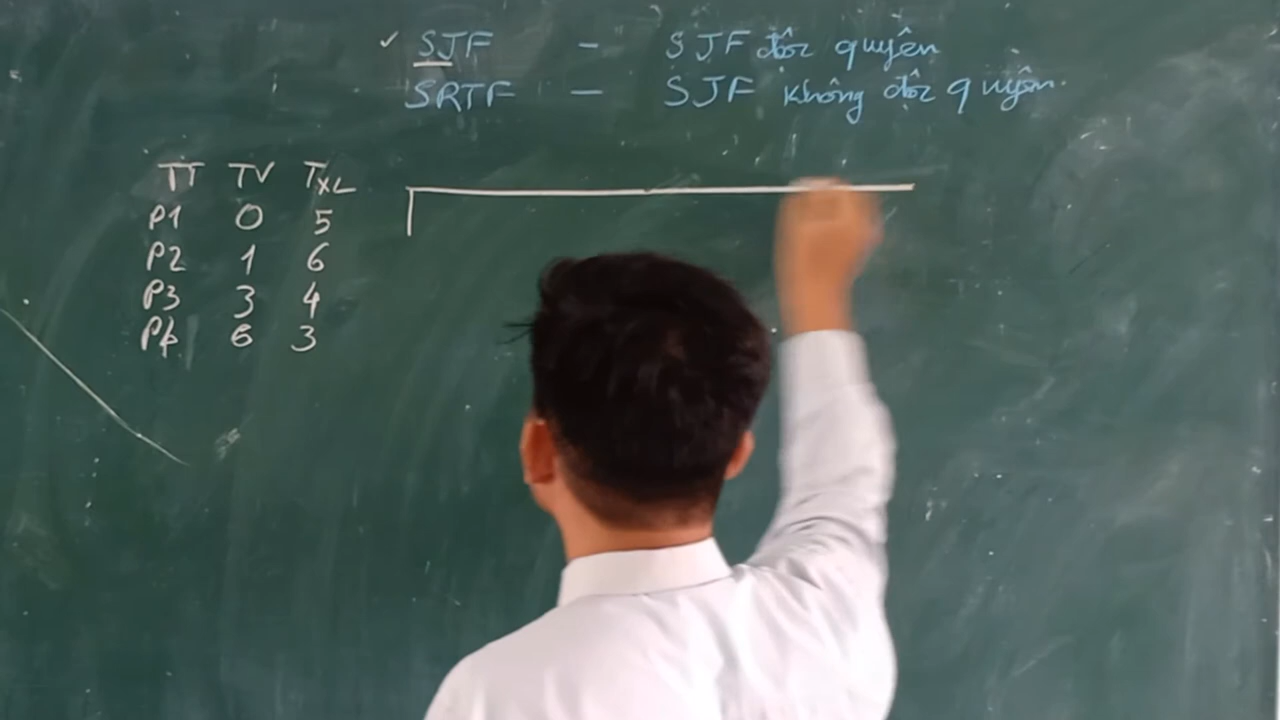 ✓ SJF - SJF độc quyền
SRTF - SJF không độc quyền.
TT TV TXL
P1 0 5
P2 1 6
P3 3 4
P4 6 3